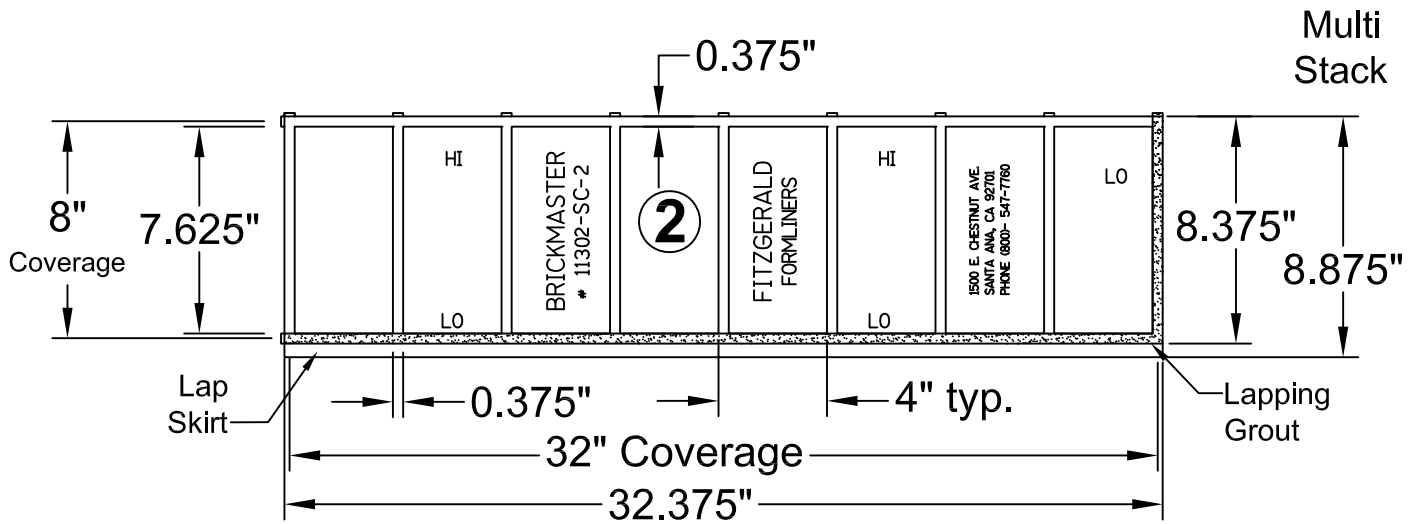 Multi
Stack
0.375"
HI
HI
LO
8"
Coverage
7.625"
BRICKMASTER
# 11302-SC-2
2
FITZGERALD
FORMLINERS
1500 E. CHESTNUT AVE.
SANTA ANA, CA 92701
PHONE (800)- 547-7760
8.375"
8.875"
LO
LO
Lap
Skirt
0.375"
4" typ.
Lapping
Grout
32" Coverage
32.375"